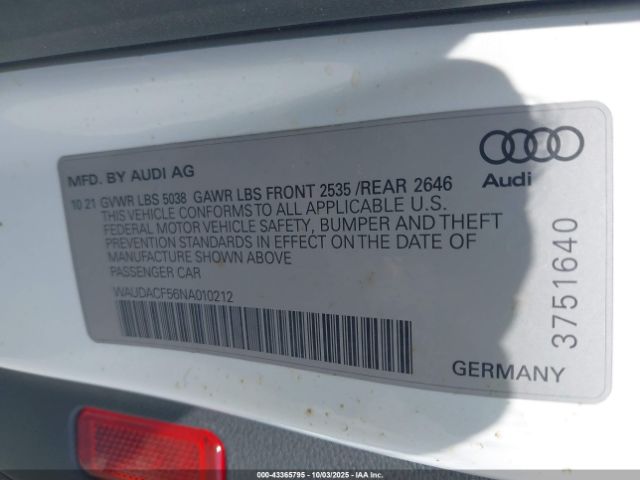 MFD. BY AUDI AG
10 21 GVWR LBS 5038 GAWR LBS FRONT 2535 /REAR 2646
THIS VEHICLE CONFORMS TO ALL APPLICABLE U.S.
FEDERAL MOTOR VEHICLE SAFETY, BUMPER AND THEFT
PREVENTION STANDARDS IN EFFECT ON THE DATE OF
MANUFACTURE SHOWN ABOVE
PASSENGER CAR
WAUDACF56NA010212
Audi
3751640
GERMANY
000-43365795 - 10/03/2025 - IAA Inc. Copyright